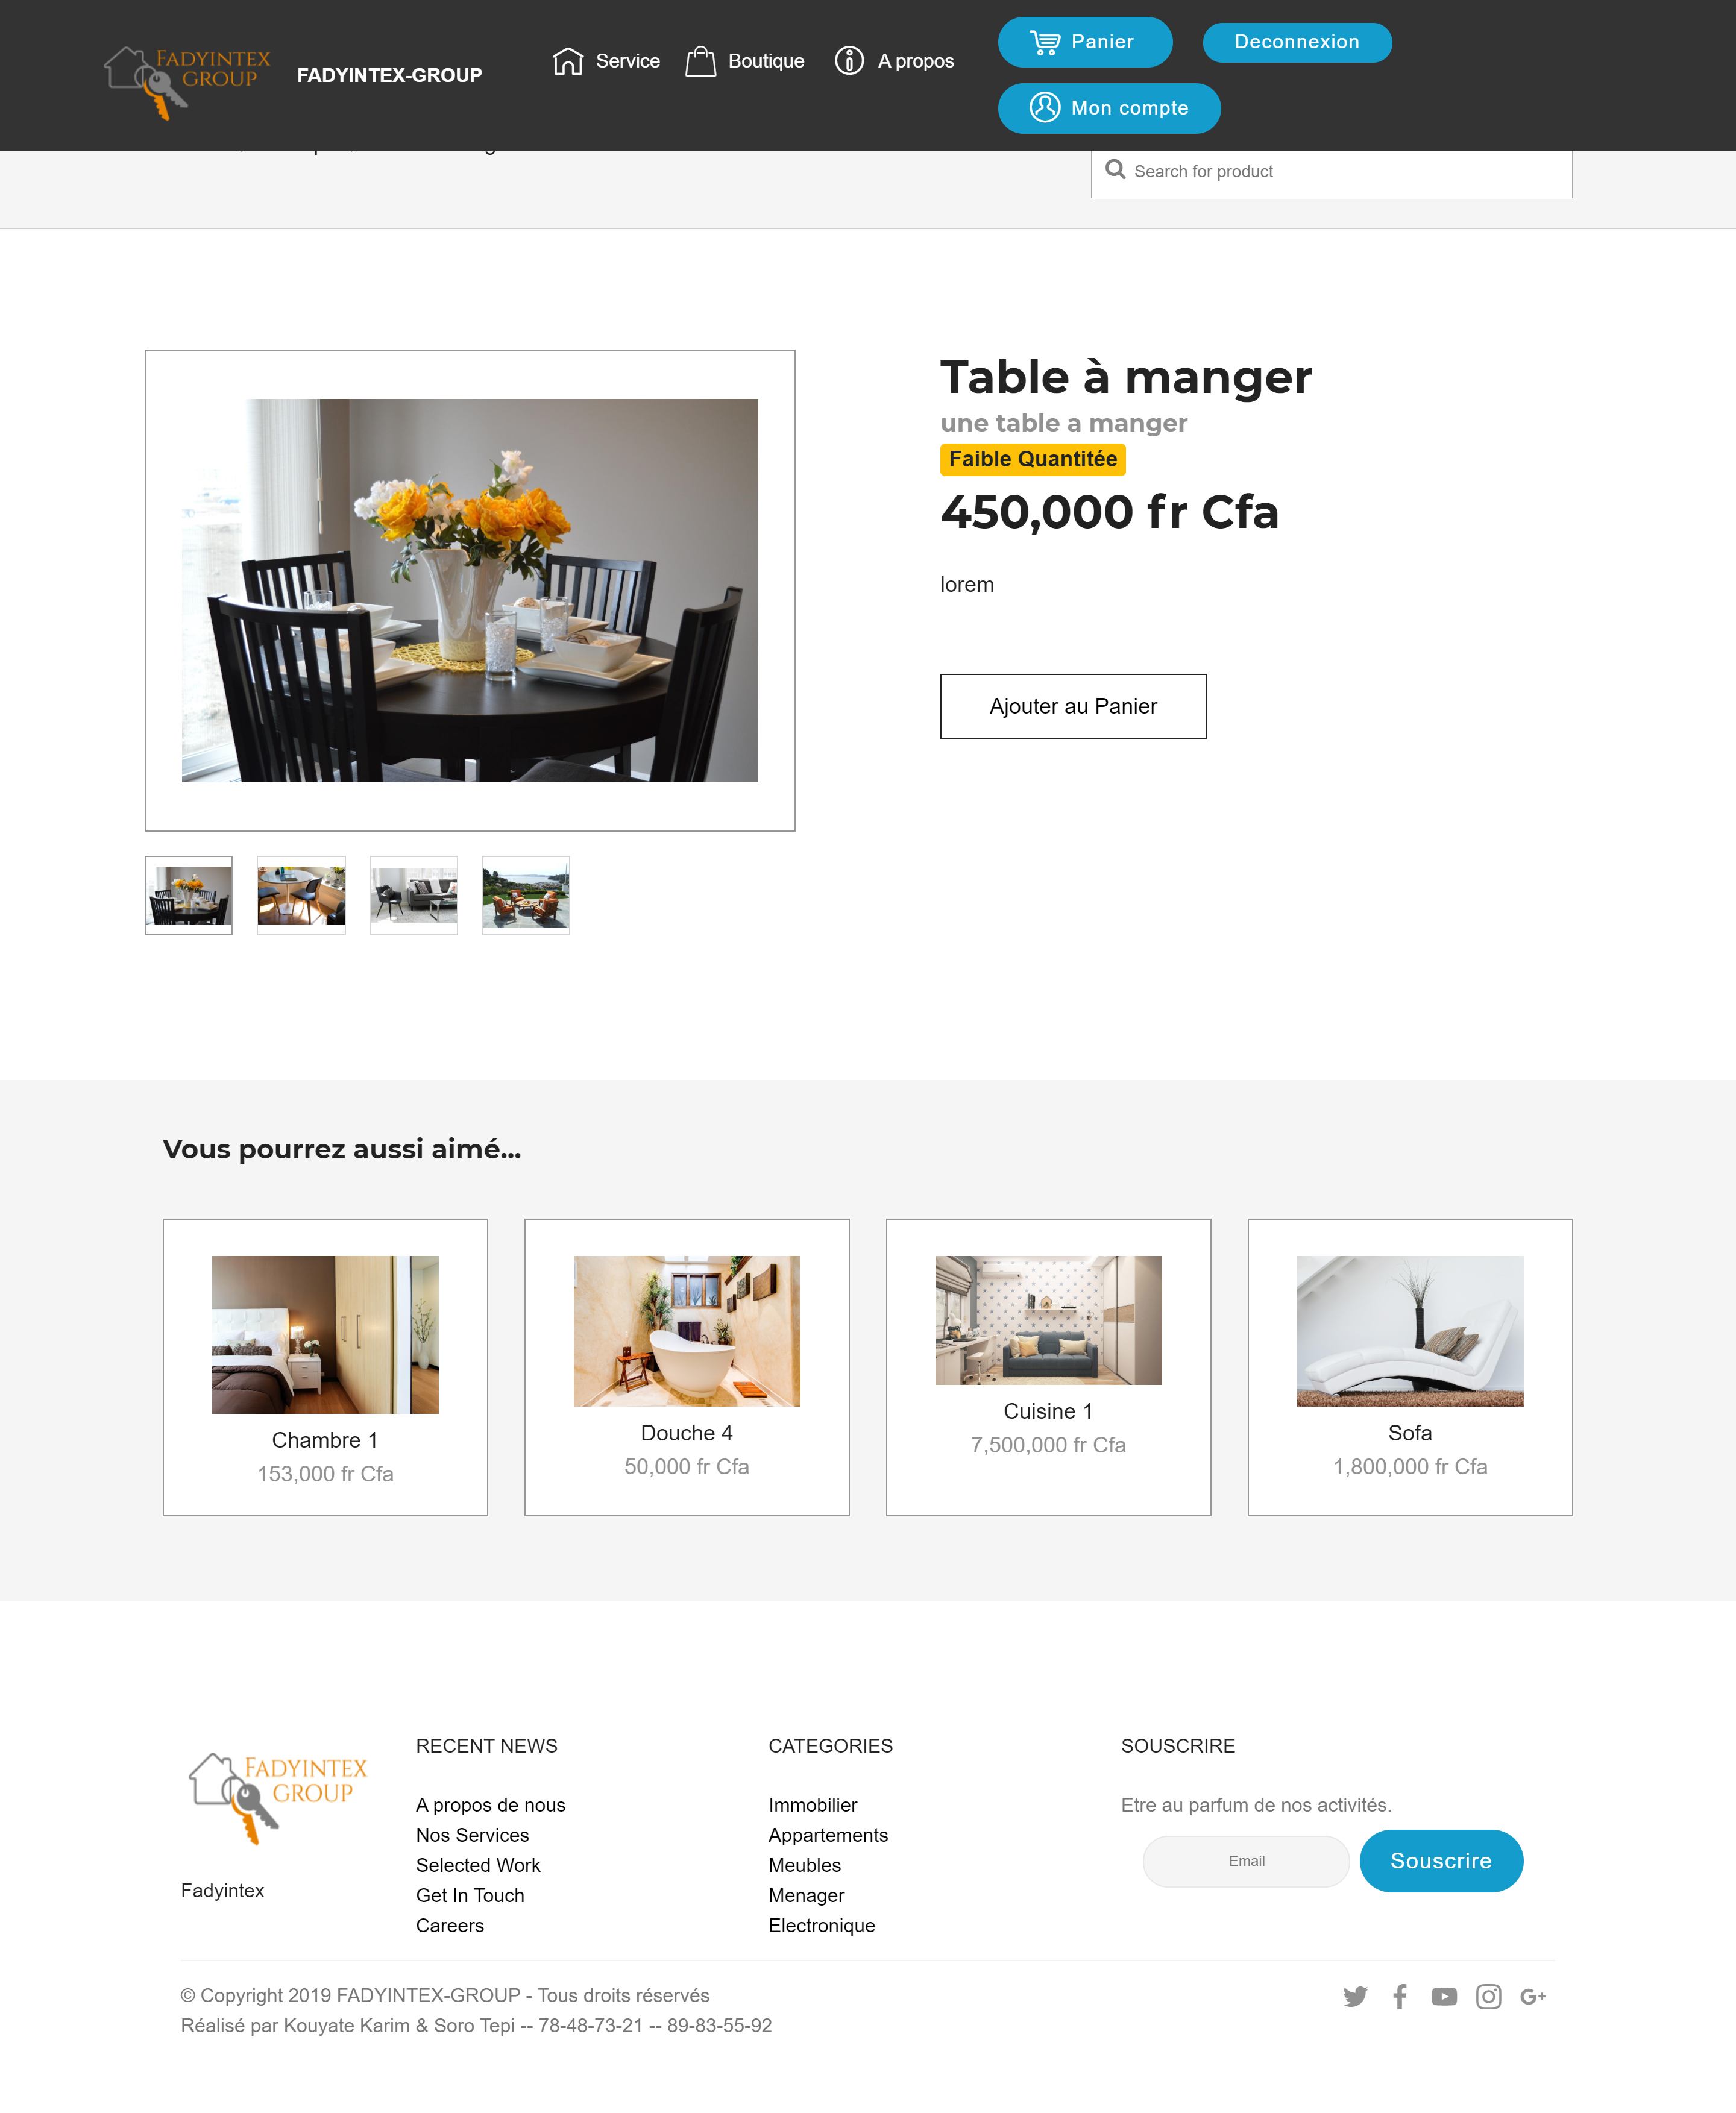 FADYINTEX
GROUP
FADYINTEX-GROUP
Service
Boutique
A propos
Panier
Deconnexion
Mon compte
Search for product
Table à manger
une table a manger
Faible Quantitée
450,000 fr Cfa
lorem
Ajouter au Panier
Vous pourrez aussi aimé...
Chambre 1
153,000 fr Cfa
Douche 4
50,000 fr Cfa
Cuisine 1
7,500,000 fr Cfa
Sofa
1,800,000 fr Cfa
FADYINTEX
GROUP
Fadyintex
RECENT NEWS
A propos de nous
Nos Services
Selected Work
Get In Touch
Careers
CATEGORIES
Immobilier
Appartements
Meubles
Menager
Electronique
SOUSCRIRE
Etre au parfum de nos activités.
Email
Souscrire
© Copyright 2019 FADYINTEX-GROUP - Tous droits réservés
Réalisé par Kouyate Karim & Soro Tepi -- 78-48-73-21 -- 89-83-55-92